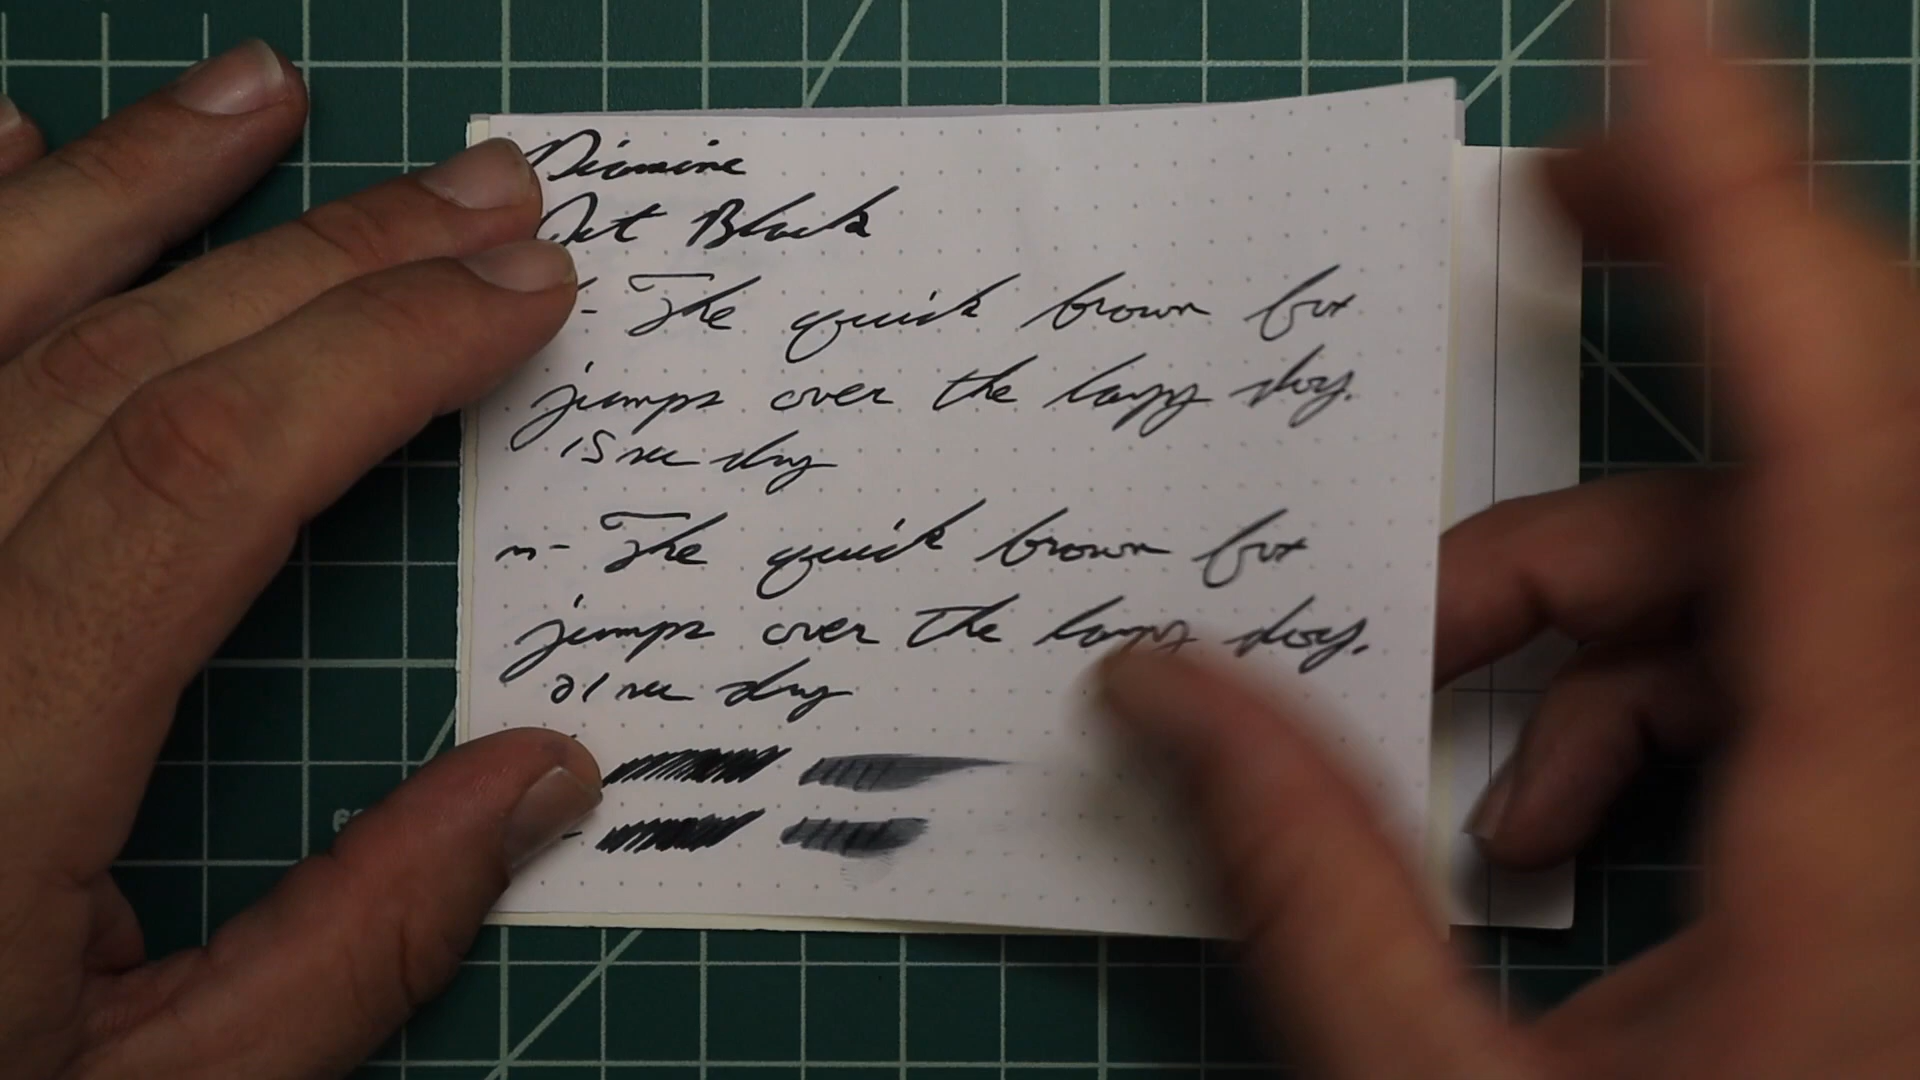 Diamine
Jet Black
- The quick brown fox
jumps over the lazy dog.
15 sec dry
m- The quick brown fox
jumps over the lazy dog.
21 sec dry
-